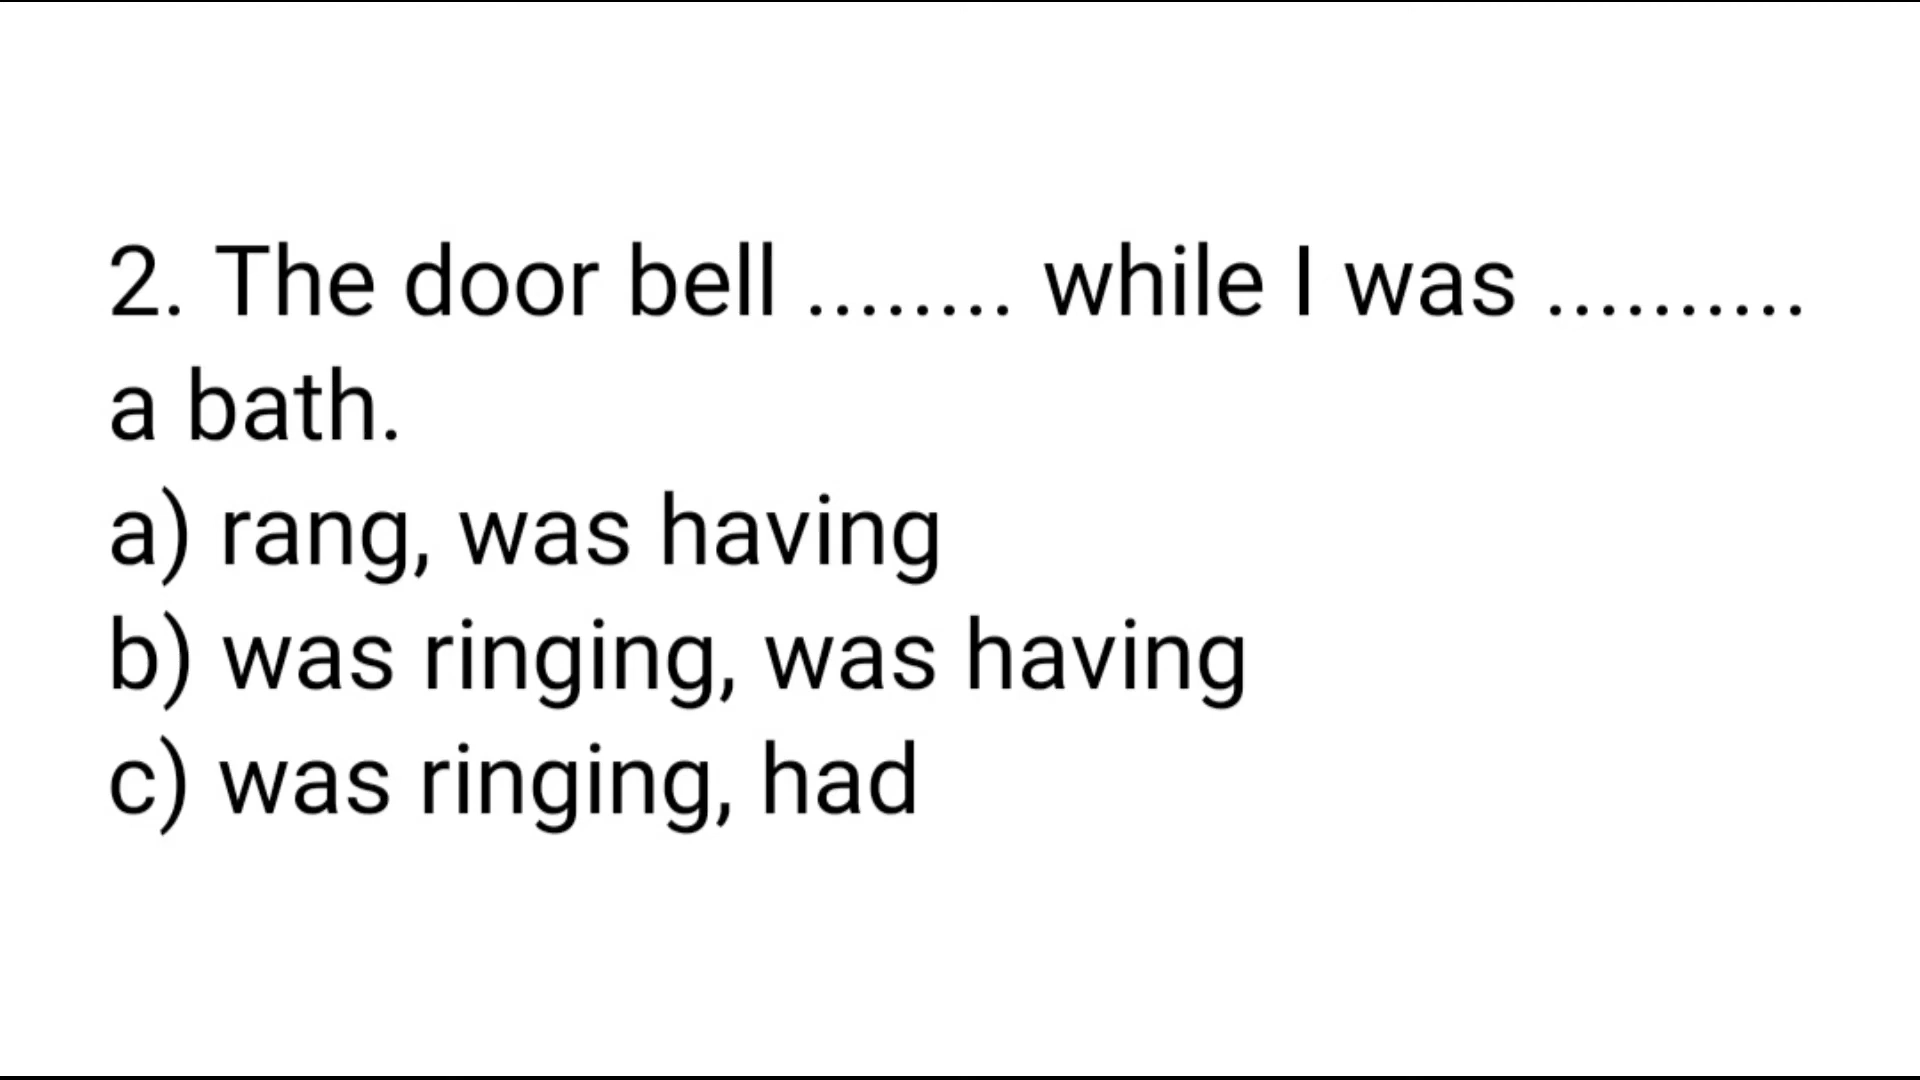 2. The door bell ........ while I was ..........
a bath.
a) rang, was having
b) was ringing, was having
c) was ringing, had